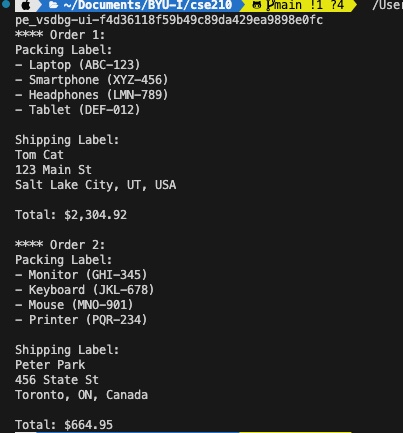 ~/Documents/BYU-I/cse210 main !1 ?4 /User
pe_vsdbg-ui-f4d36118f59b49c89da429ea9898e0fc
**** Order 1:
Packing Label:
- Laptop (ABC-123)
- Smartphone (XYZ-456)
- Headphones (LMN-789)
- Tablet (DEF-012)
Shipping Label:
Tom Cat
123 Main St
Salt Lake City, UT, USA
Total: $2,304.92
**** Order 2:
Packing Label:
- Monitor (GHI-345)
- Keyboard (JKL-678)
- Mouse (MNO-901)
- Printer (PQR-234)
Shipping Label:
Peter Park
456 State St
Toronto, ON, Canada
Total: $664.95